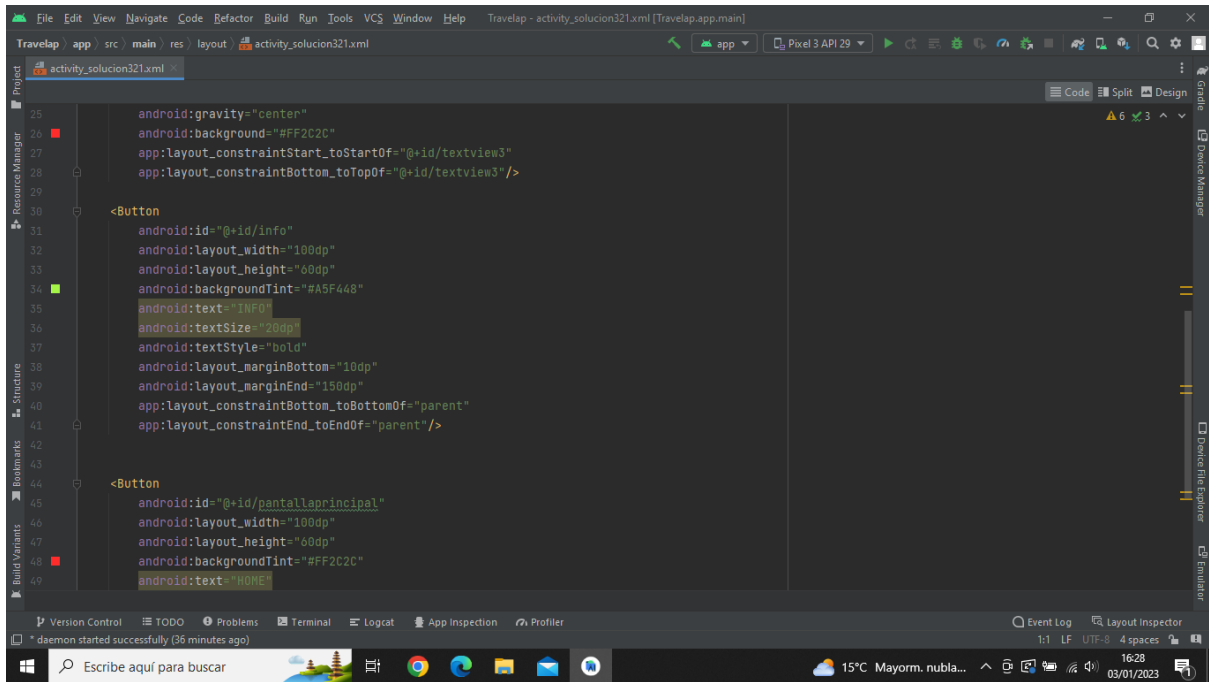 File Edit View Navigate Code Refactor Build Run Tools VCS Window Help Travelap - activity_solucion321.xml [Travelap.app.main]
Travelap app src main res layout activity_solucion321.xml app Pixel 3 API 29
activity_solucion321.xml
Code Split Design
6 3
25 android:gravity="center"
26 android:background="#FF2C2C"
27 app:layout_constraintStart_toStartOf="@+id/textview3"
28 app:layout_constraintBottom_toTopOf="@+id/textview3"/>
29
30 <Button
31 android:id="@+id/info"
32 android:layout_width="100dp"
33 android:layout_height="60dp"
34 android:backgroundTint="#A5F448"
35 android:text="INFO"
36 android:textSize="20dp"
37 android:textStyle="bold"
38 android:layout_marginBottom="10dp"
39 android:layout_marginEnd="150dp"
40 app:layout_constraintBottom_toBottomOf="parent"
41 app:layout_constraintEnd_toEndOf="parent"/>
42
43
44 <Button
45 android:id="@+id/pantallaprincipal"
46 android:layout_width="100dp"
47 android:layout_height="60dp"
48 android:backgroundTint="#FF2C2C"
49 android:text="HOME"
Project
Resource Manager
Structure
Bookmarks
Build Variants
Gradle
Device Manager
Device File Explorer
Emulator
Version Control TODO Problems Terminal Logcat App Inspection Profiler Event Log Layout Inspector
* daemon started successfully (36 minutes ago) 1:1 LF UTF-8 4 spaces
Escribe aquí para buscar 15°C Mayorm. nubla... 16:28
03/01/2023
1